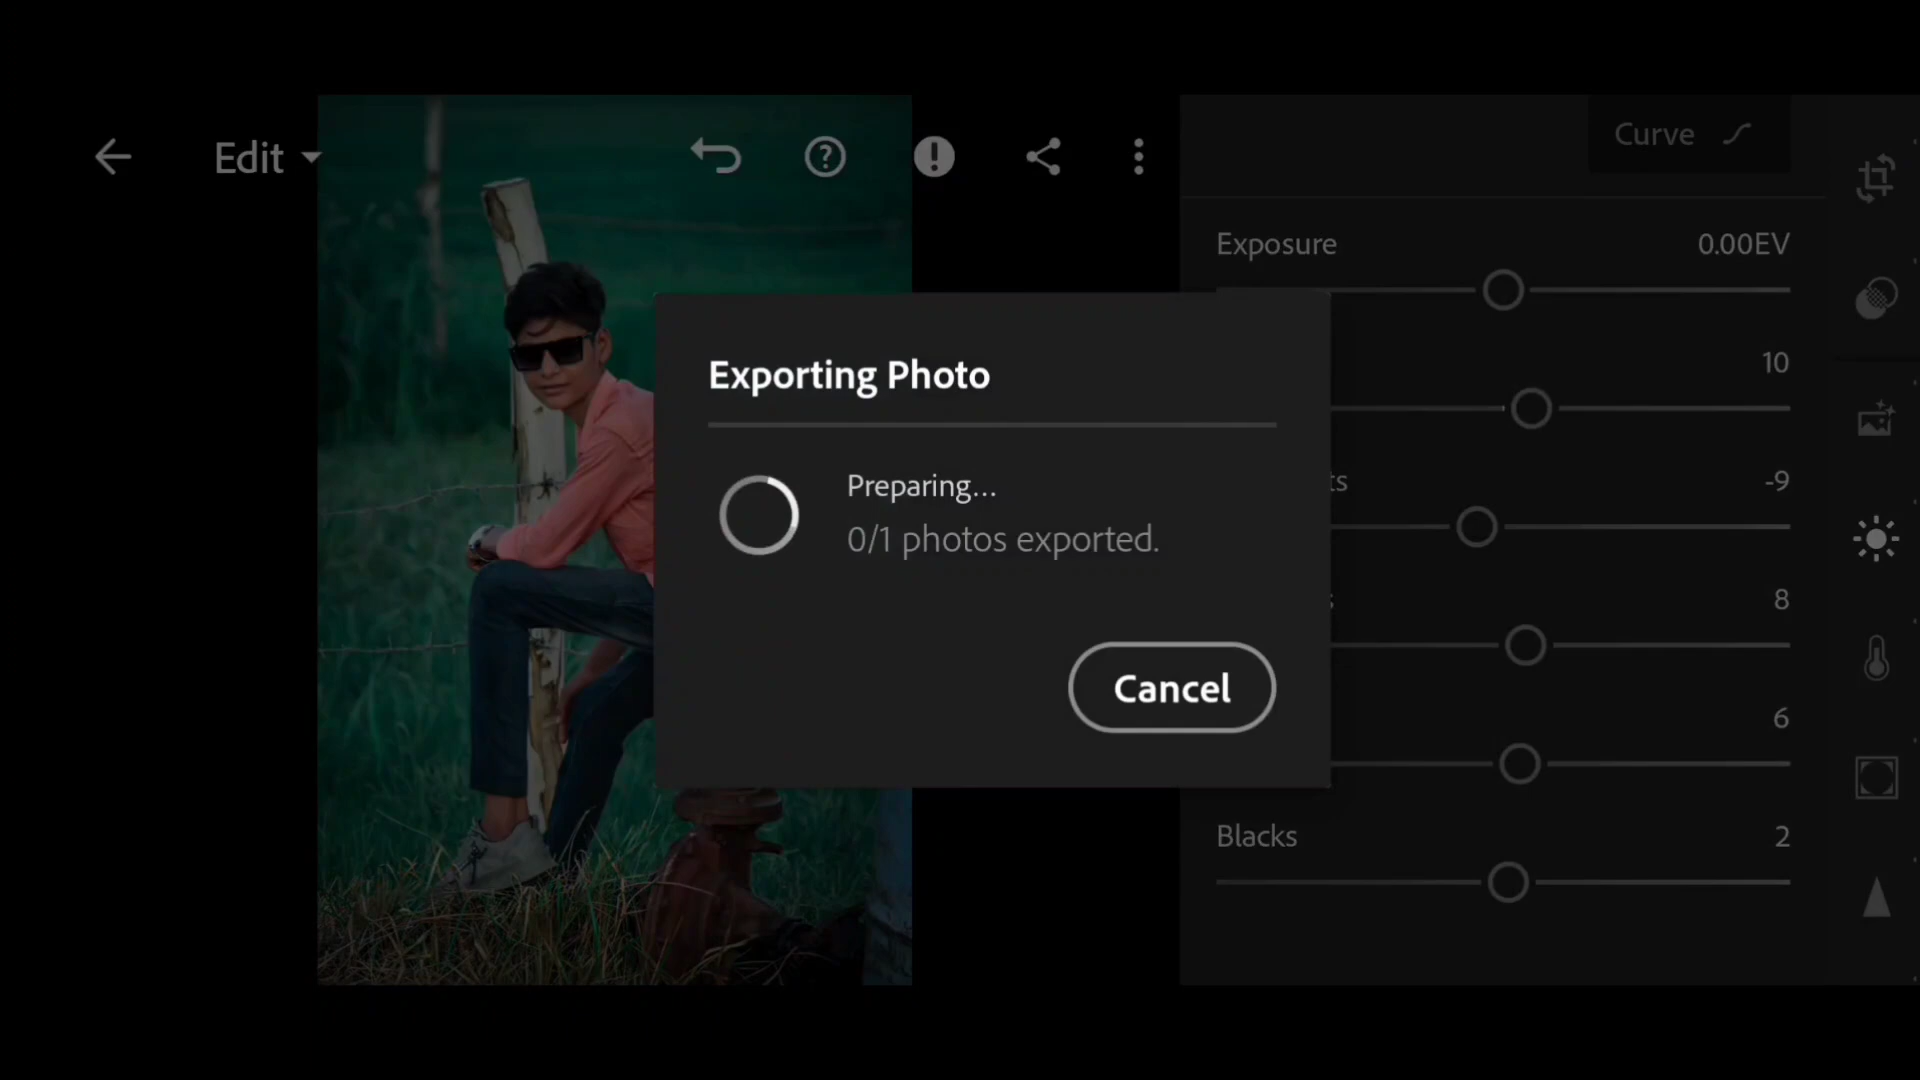 Edit
Curve
Exposure 0.00EV
10
ts -9
8
6
Blacks 2
Exporting Photo
Preparing...
0/1 photos exported.
Cancel